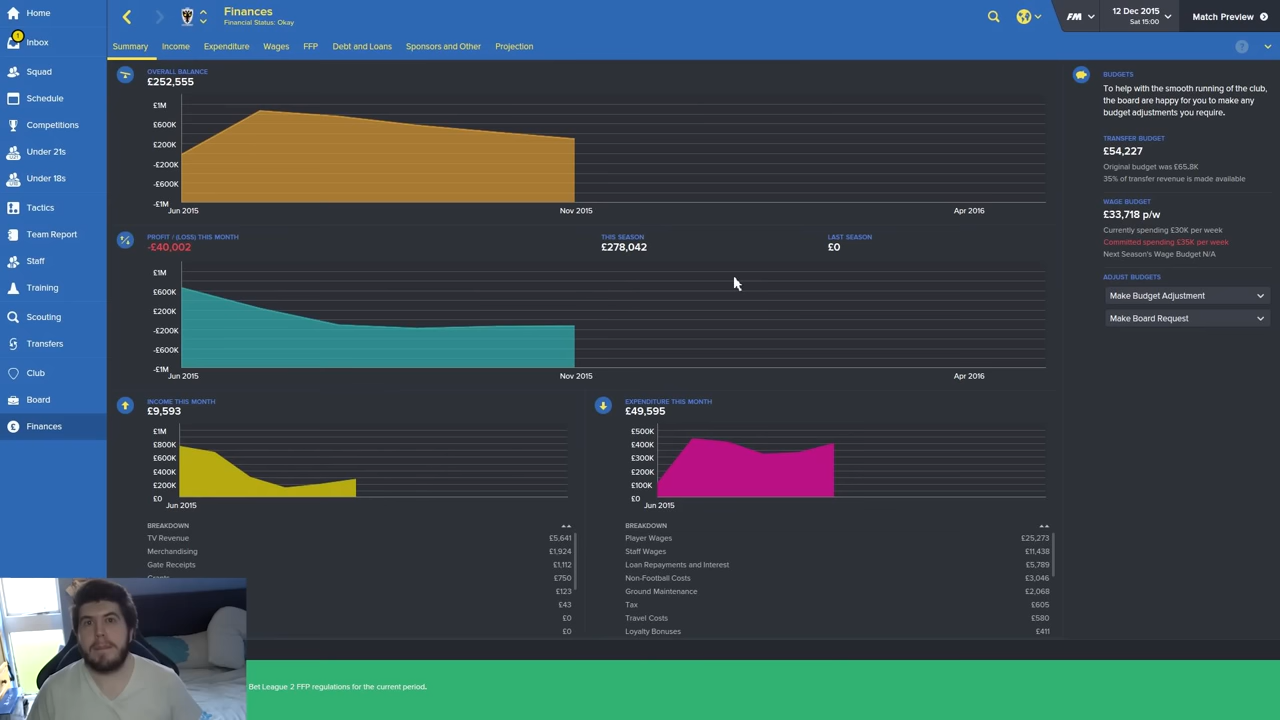 Home
Inbox
1
Squad
Schedule
Competitions
Under 21s
Under 18s
Tactics
Team Report
Staff
Training
Scouting
Transfers
Club
Board
Finances
Finances
Financial Status: Okay
FM
12 Dec 2015
Sat 15:00
Match Preview
Summary
Income
Expenditure
Wages
FFP
Debt and Loans
Sponsors and Other
Projection
?
OVERALL BALANCE
£252,555
£1M
£600K
£200K
-£200K
-£600K
-£1M
Jun 2015
Nov 2015
Apr 2016
PROFIT / (LOSS) THIS MONTH
-£40,002
THIS SEASON
£278,042
LAST SEASON
£0
£1M
£600K
£200K
-£200K
-£600K
-£1M
Jun 2015
Nov 2015
Apr 2016
INCOME THIS MONTH
£9,593
£1M
£800K
£600K
£400K
£200K
£0
Jun 2015
BREAKDOWN
TV Revenue £5,641
Merchandising £1,924
Gate Receipts £1,112
£750
£123
£43
£0
£0
EXPENDITURE THIS MONTH
£49,595
£500K
£400K
£300K
£200K
£100K
£0
Jun 2015
BREAKDOWN
Player Wages £25,273
Staff Wages £11,438
Loan Repayments and Interest £5,789
Non-Football Costs £3,046
Ground Maintenance £2,068
Tax £605
Travel Costs £580
Loyalty Bonuses £411
BUDGETS
To help with the smooth running of the club,
the board are happy for you to make any
budget adjustments you require.
TRANSFER BUDGET
£54,227
Original budget was £65.8K
35% of transfer revenue is made available
WAGE BUDGET
£33,718 p/w
Currently spending £30K per week
Committed spending £35K per week
Next Season's Wage Budget N/A
ADJUST BUDGETS
Make Budget Adjustment
Make Board Request
Bet League 2 FFP regulations for the current period.